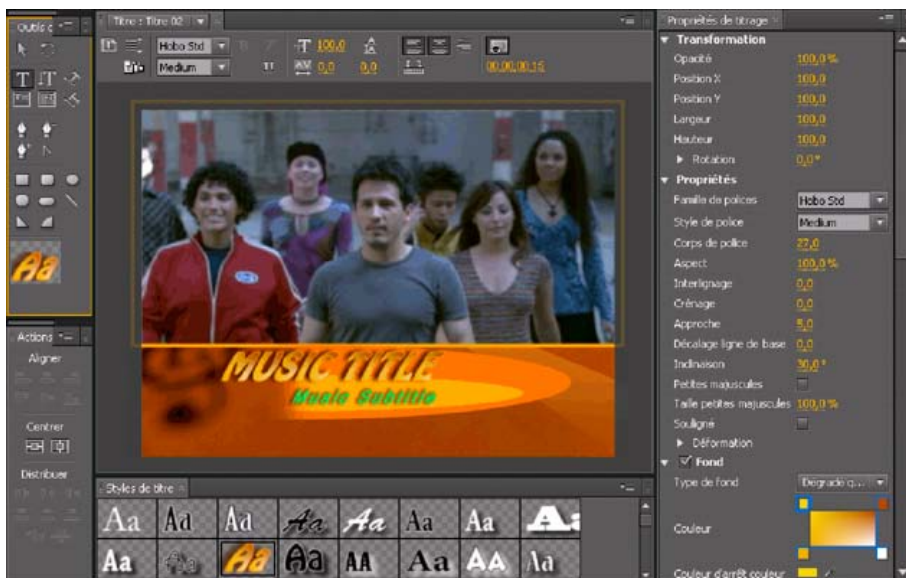 Outils d
Titre : Titre 02
Hobo Std
100,0
Medium
0,0
0,0
00,00,00,15
MUSIC TITLE
Music Subtitle
Actions
Aligner
Centrer
Distribuer
Styles de titre
Aa Ad Ad Aa Aa Aa Aa Aa
Aa Aa Aa Aa AA Aa AA Ad
Aa
Propriétés de titrage
Transformation
Opacité 100,0 %
Position X 100,0
Position Y 100,0
Largeur 100,0
Hauteur 100,0
Rotation 0,0 °
Propriétés
Famille de polices Hobo Std
Style de police Medium
Corps de police 27,0
Aspect 100,0 %
Interlignage 0,0
Crénage 0,0
Approche 5,0
Décalage ligne de base 0,0
Inclinaison 30,0 °
Petites majuscules
Taille petites majuscules 100,0 %
Souligné
Déformation
Fond
Type de fond Dégradé q...
Couleur
Couleur d'arrêt couleur